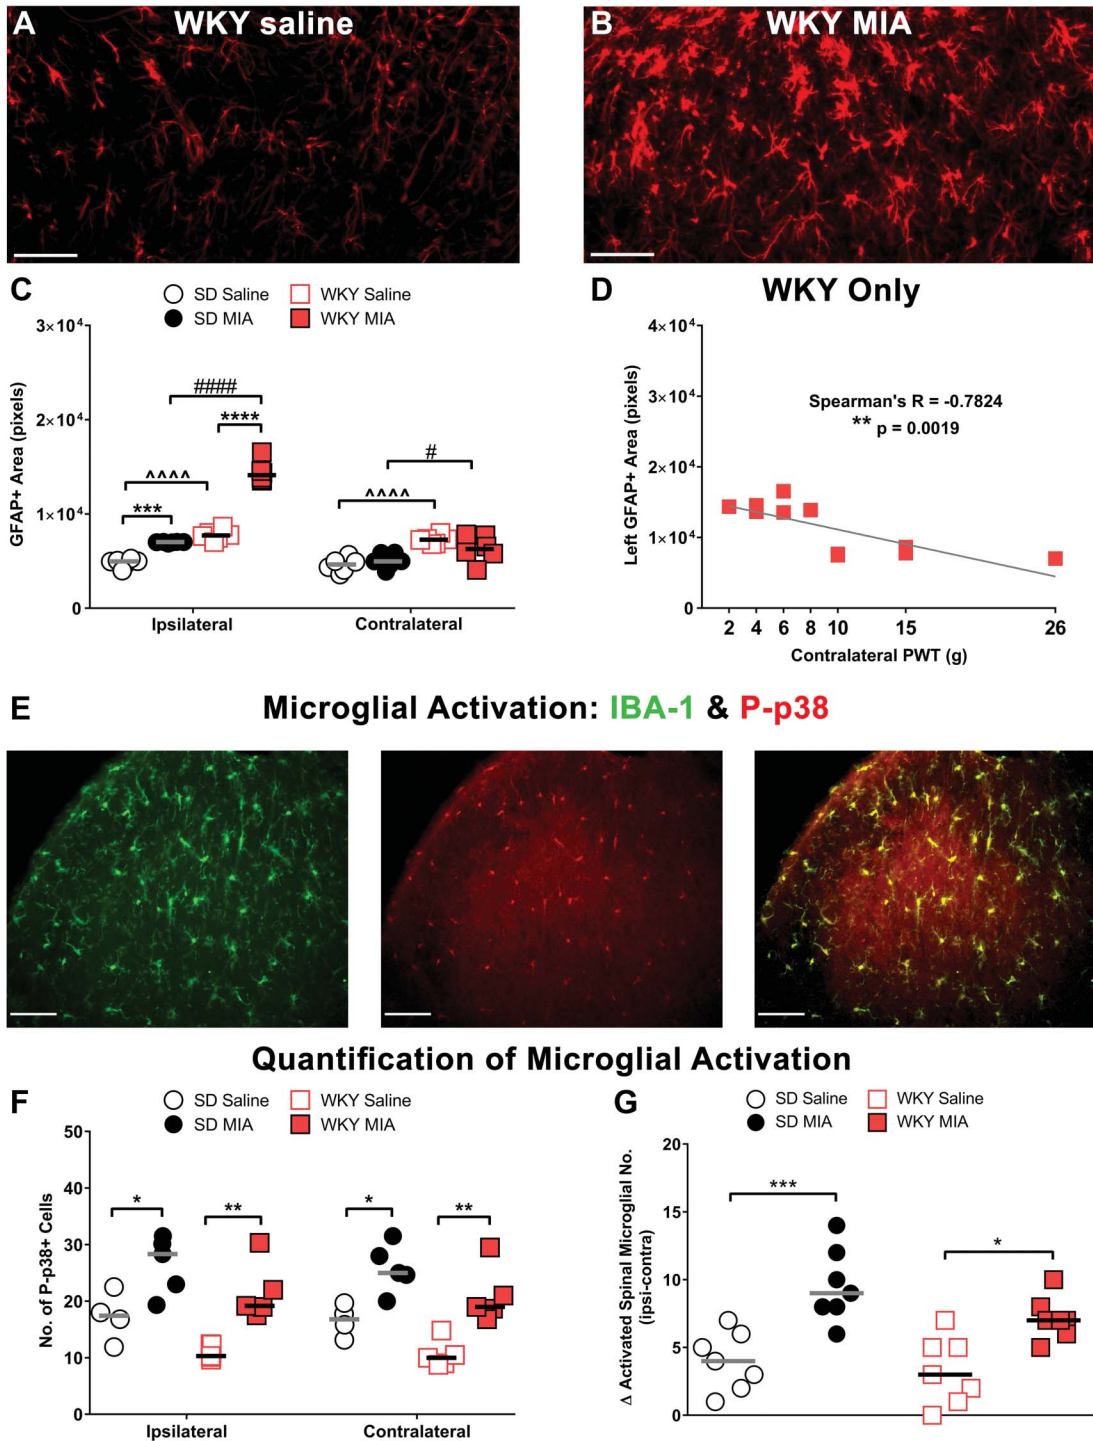 A WKY saline
B WKY MIA
C
SD Saline WKY Saline
SD MIA WKY MIA
GFAP+ Area (pixels)
3×10⁴
2×10⁴
1×10⁴
0
####
****
^^^^
***
#
^^^^
Ipsilateral Contralateral
D WKY Only
Left GFAP+ Area (pixels)
4×10⁴
3×10⁴
2×10⁴
1×10⁴
0
Spearman's R = -0.7824
** p = 0.0019
2 4 6 8 10 15 26
Contralateral PWT (g)
E Microglial Activation: IBA-1 & P-p38
Quantification of Microglial Activation
F
SD Saline WKY Saline
SD MIA WKY MIA
No. of P-p38+ Cells
50
40
30
20
10
0
* ** * **
Ipsilateral Contralateral
G
SD Saline WKY Saline
SD MIA WKY MIA
Δ Activated Spinal Microglial No.
(ipsi-contra)
20
15
10
5
0
***
*